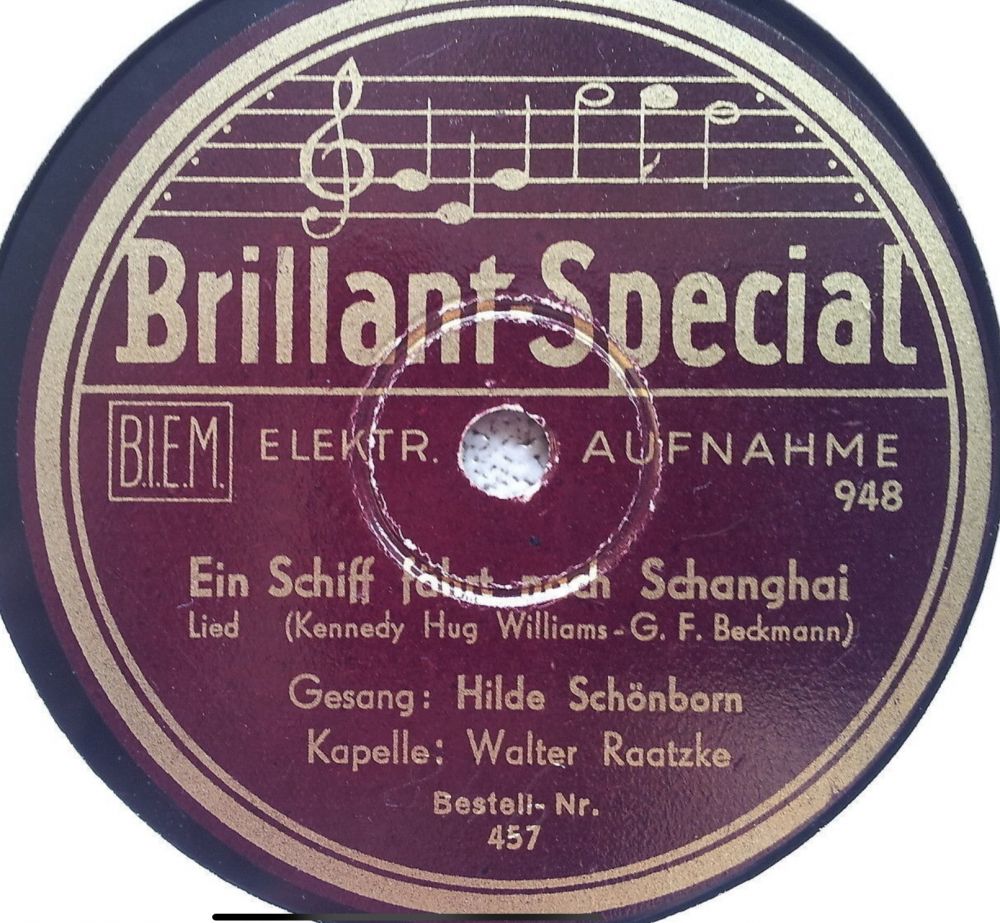 Brillant-Special
B.I.E.M. ELEKTR. AUFNAHME
948
Ein Schiff fährt nach Schanghai
Lied (Kennedy Hug Williams-G. F. Beckmann)
Gesang: Hilde Schönborn
Kapelle: Walter Raatzke
Bestell-Nr.
457